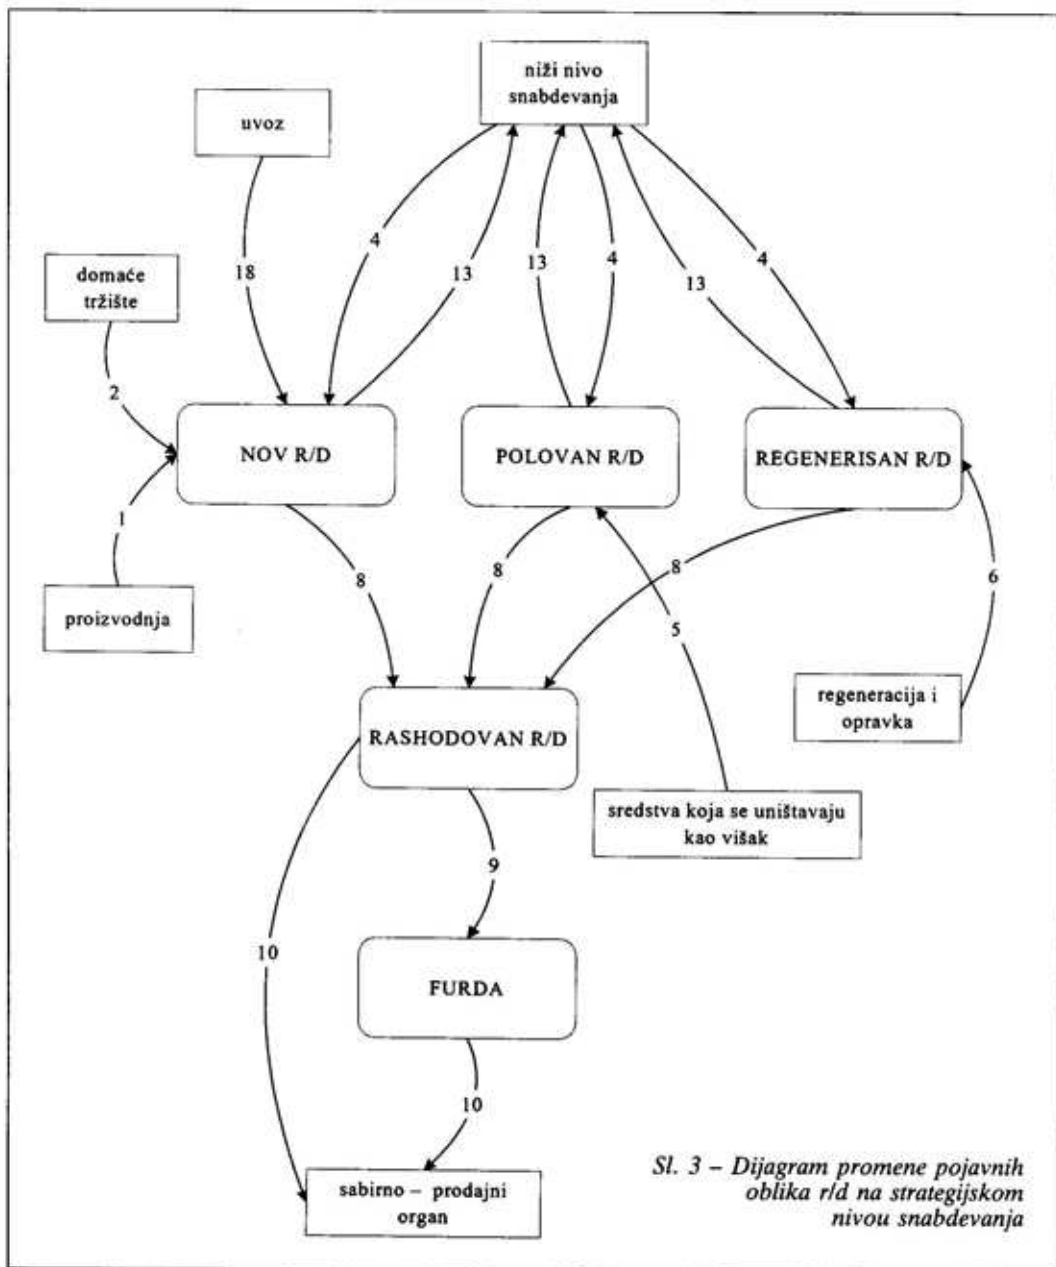 niži nivo
snabdevanja
uvoz
4
13
13
4
13
4
18
domaće
tržište
2
NOV R/D
POLOVAN R/D
REGENERISAN R/D
1
8
8
8
6
proizvodnja
5
regeneracija i
opravka
RASHODOVAN R/D
sredstva koja se uništavaju
kao višak
9
10
FURDA
10
sabirno – prodajni
organ
Sl. 3 – Dijagram promene pojavnih
oblika r/d na strategijskom
nivou snabdevanja